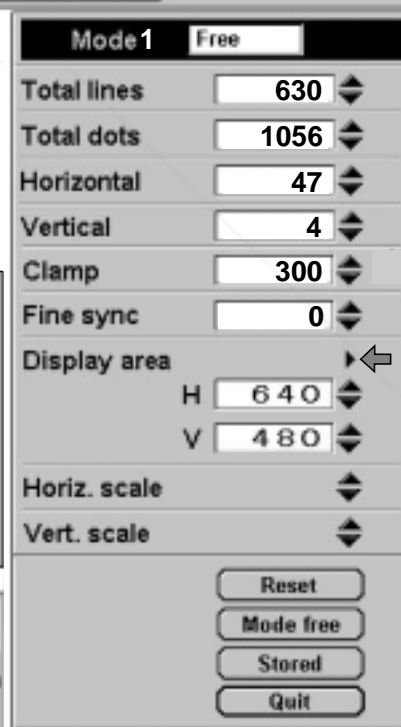 Mode1 Free
Total lines 630
Total dots 1056
Horizontal 47
Vertical 4
Clamp 300
Fine sync 0
Display area
H 640
V 480
Horiz. scale
Vert. scale
Reset
Mode free
Stored
Quit